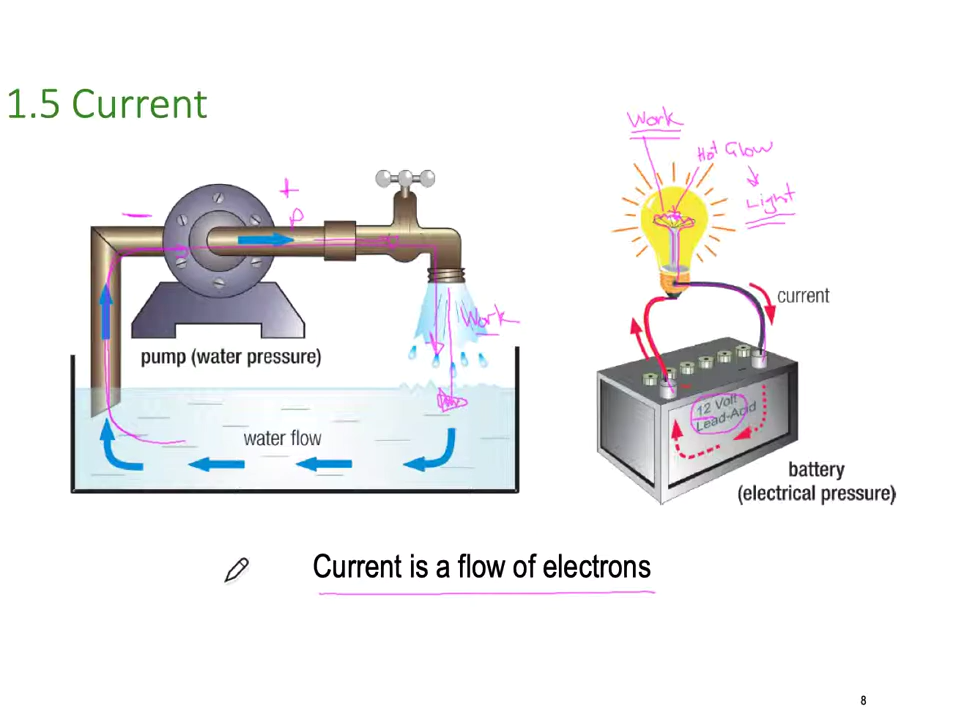 1.5 Current
Work
Hot Glow
Light
+
-
P
current
Work
pump (water pressure)
12 Volt
Lead-Acid
water flow
battery
(electrical pressure)
Current is a flow of electrons
8